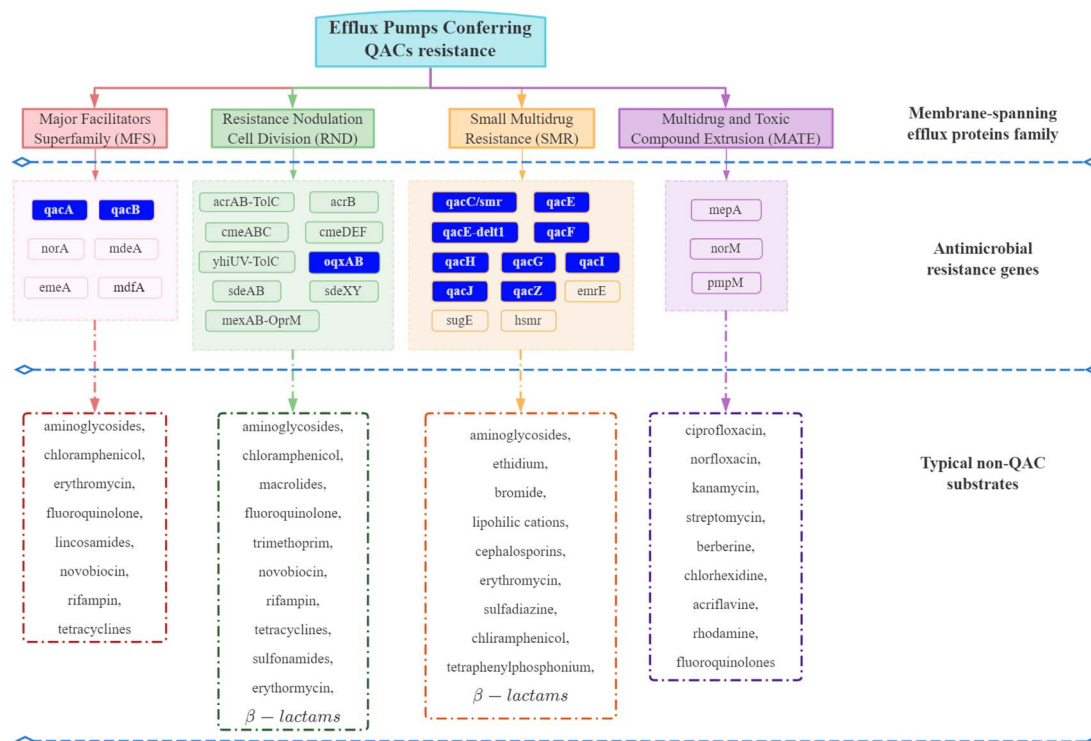 Efflux Pumps Conferring
QACs resistance
Major Facilitators
Superfamily (MFS)
Resistance Nodulation
Cell Division (RND)
Small Multidrug
Resistance (SMR)
Multidrug and Toxic
Compound Extrusion (MATE)
Membrane-spanning
efflux proteins family
qacA
qacB
norA
mdeA
emeA
mdfA
acrAB-TolC
acrB
cmeABC
cmeDEF
yhiUV-TolC
oqxAB
sdeAB
sdeXY
mexAB-OprM
qacC/smr
qacE
qacE-delt1
qacF
qacH
qacG
qacI
qacJ
qacZ
emrE
sugE
hsmr
mepA
norM
pmpM
Antimicrobial
resistance genes
aminoglycosides,
chloramphenicol,
erythromycin,
fluoroquinolone,
lincosamides,
novobiocin,
rifampin,
tetracyclines
aminoglycosides,
chloramphenicol,
macrolides,
fluoroquinolone,
trimethoprim,
novobiocin,
rifampin,
tetracyclines,
sulfonamides,
erythormycin,
β − lactams
aminoglycosides,
ethidium,
bromide,
lipohilic cations,
cephalosporins,
erythromycin,
sulfadiazine,
chliramphenicol,
tetraphenylphosphonium,
β − lactams
ciprofloxacin,
norfloxacin,
kanamycin,
streptomycin,
berberine,
chlorhexidine,
acriflavine,
rhodamine,
fluoroquinolones
Typical non-QAC
substrates